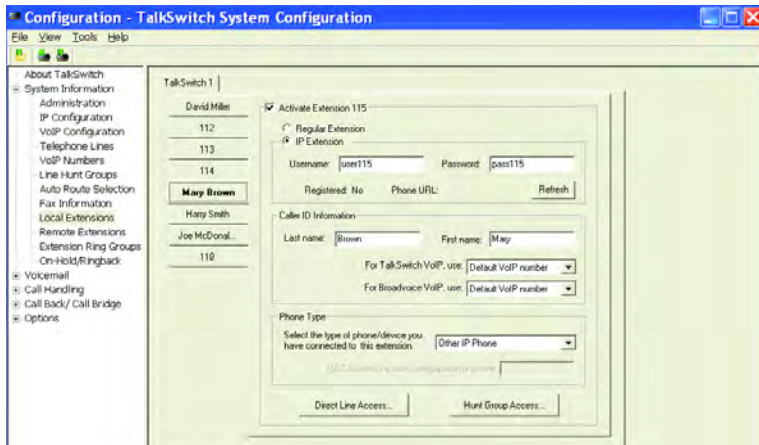 Configuration - TalkSwitch System Configuration
File View Tools Help
About TalkSwitch
System Information
Administration
IP Configuration
VoIP Configuration
Telephone Lines
VoIP Numbers
Line Hunt Groups
Auto Route Selection
Fax Information
Local Extensions
Remote Extensions
Extension Ring Groups
On-Hold/Ringback
Voicemail
Call Handling
Call Back/ Call Bridge
Options
TalkSwitch 1
David Miller
112
113
114
Mary Brown
Harry Smith
Joe McDonal...
118
Activate Extension 115
Regular Extension
IP Extension
Username: user115 Password: pass115
Registered: No Phone URL: Refresh
Caller ID Information
Last name: Brown First name: Mary
For TalkSwitch VoIP, use: Default VoIP number
For Broadvoice VoIP, use: Default VoIP number
Phone Type
Select the type of phone/device you
have connected to this extension. Other IP Phone
Direct Line Access... Hunt Group Access...